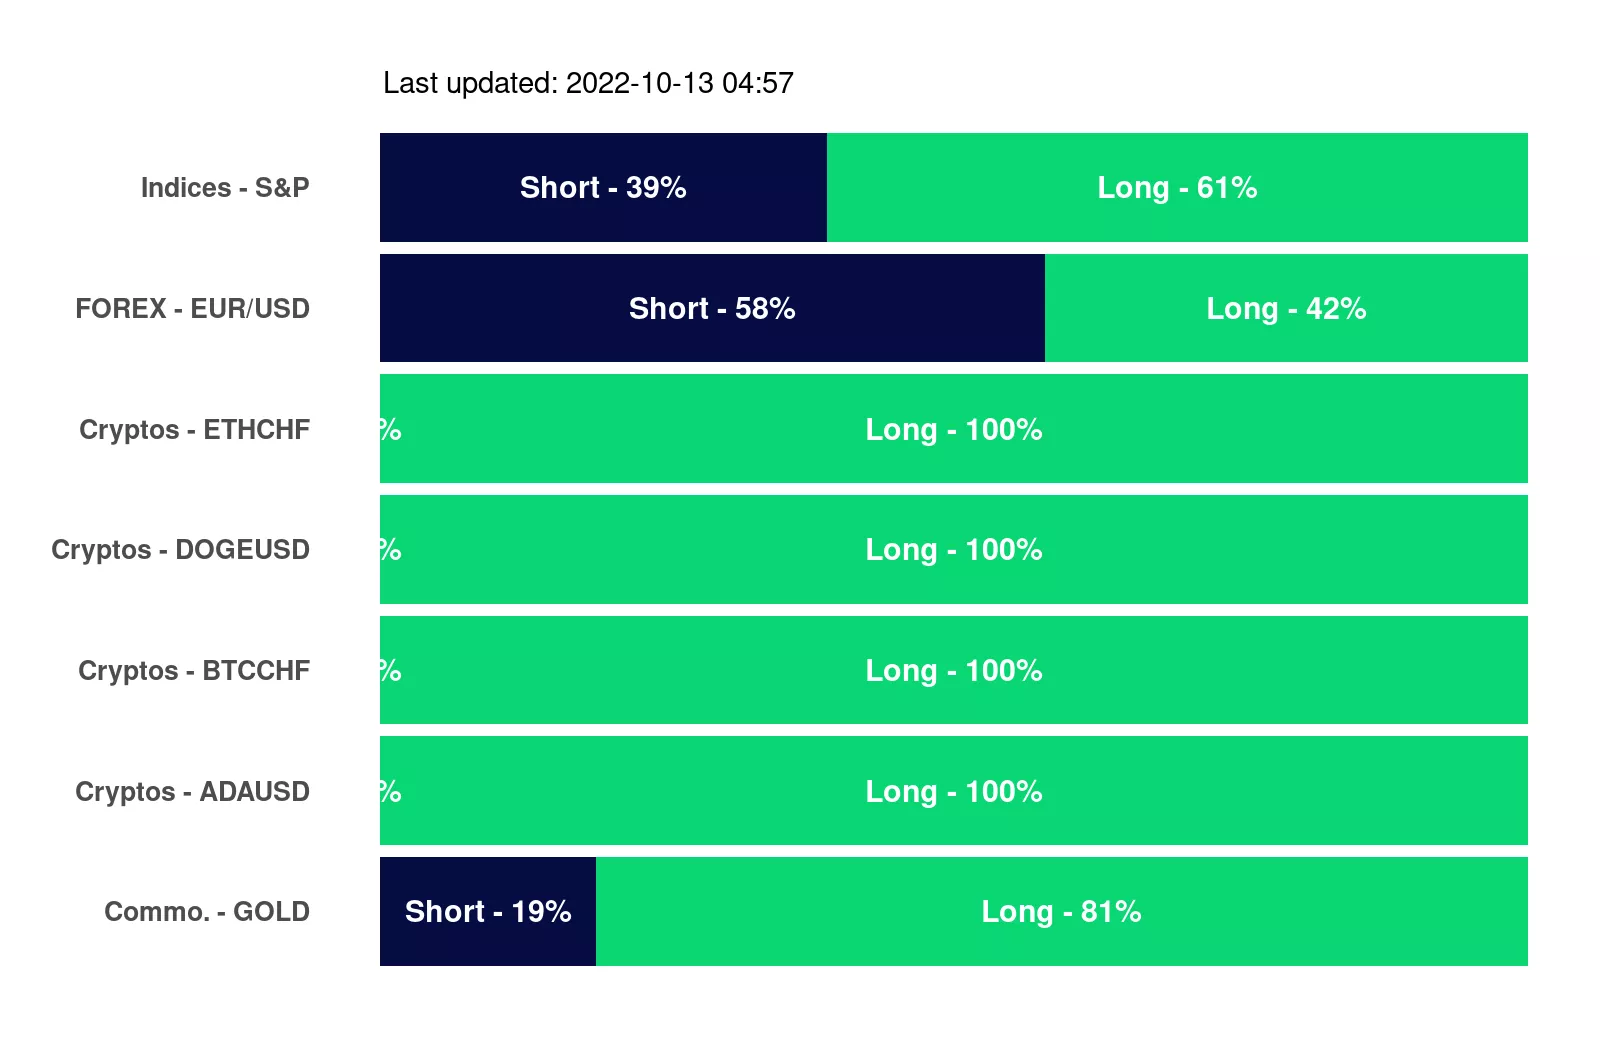 Last updated: 2022-10-13 04:57
Indices - S&P Short - 39% Long - 61%
FOREX - EUR/USD Short - 58% Long - 42%
Cryptos - ETHCHF % Long - 100%
Cryptos - DOGEUSD % Long - 100%
Cryptos - BTCCHF % Long - 100%
Cryptos - ADAUSD % Long - 100%
Commo. - GOLD Short - 19% Long - 81%